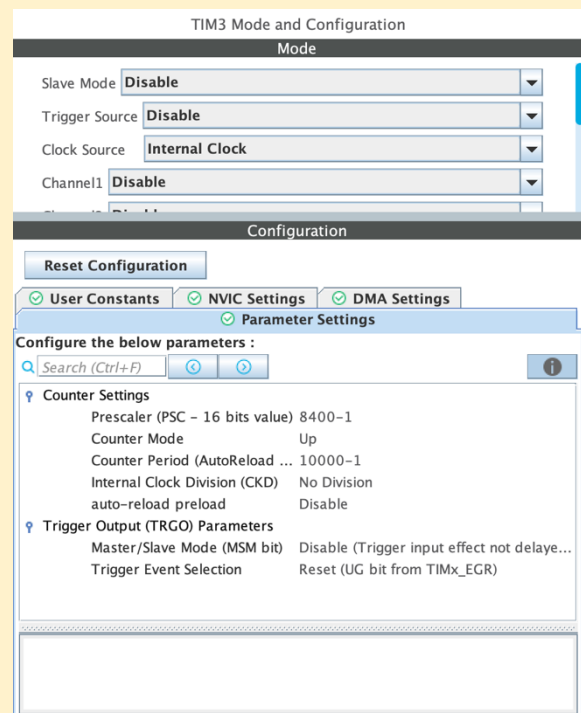 TIM3 Mode and Configuration
Mode
Slave Mode Disable
Trigger Source Disable
Clock Source Internal Clock
Channel1 Disable
Configuration
Reset Configuration
User Constants NVIC Settings DMA Settings
Parameter Settings
Configure the below parameters :
Search (Ctrl+F)
Counter Settings
Prescaler (PSC - 16 bits value) 8400-1
Counter Mode Up
Counter Period (AutoReload ... 10000-1
Internal Clock Division (CKD) No Division
auto-reload preload Disable
Trigger Output (TRGO) Parameters
Master/Slave Mode (MSM bit) Disable (Trigger input effect not delaye...
Trigger Event Selection Reset (UG bit from TIMx_EGR)